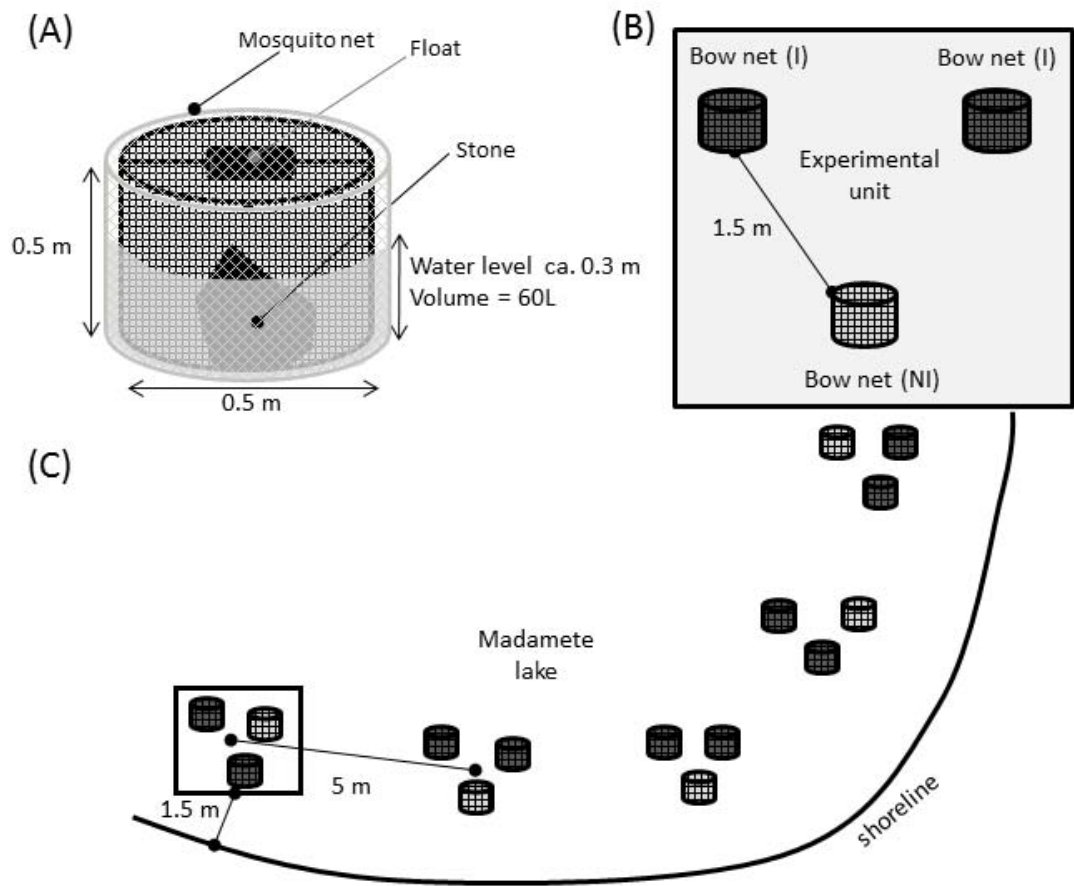 (A)
Mosquito net
Float
Stone
0.5 m
Water level ca. 0.3 m
Volume = 60L
0.5 m
(B)
Bow net (I)
Bow net (I)
Experimental
unit
1.5 m
Bow net (NI)
(C)
Madamete
lake
5 m
1.5 m
shoreline